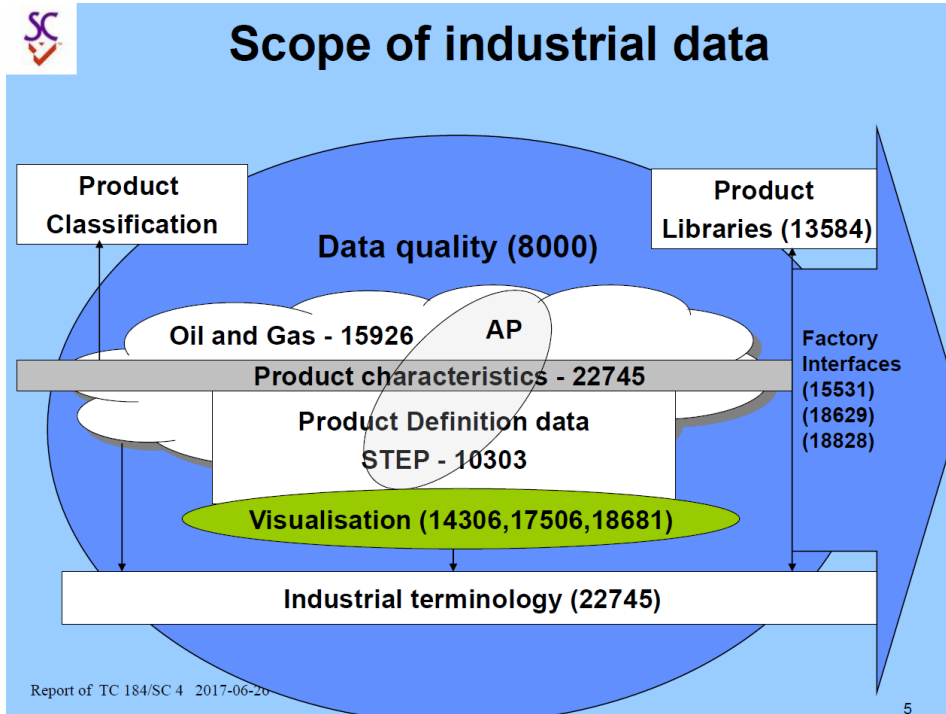 SC
Scope of industrial data
Product
Classification
Product
Libraries (13584)
Data quality (8000)
Oil and Gas - 15926
AP
Factory
Interfaces
(15531)
(18629)
(18828)
Product characteristics - 22745
Product Definition data
STEP - 10303
Visualisation (14306,17506,18681)
Industrial terminology (22745)
Report of TC 184/SC 4 2017-06-20
5